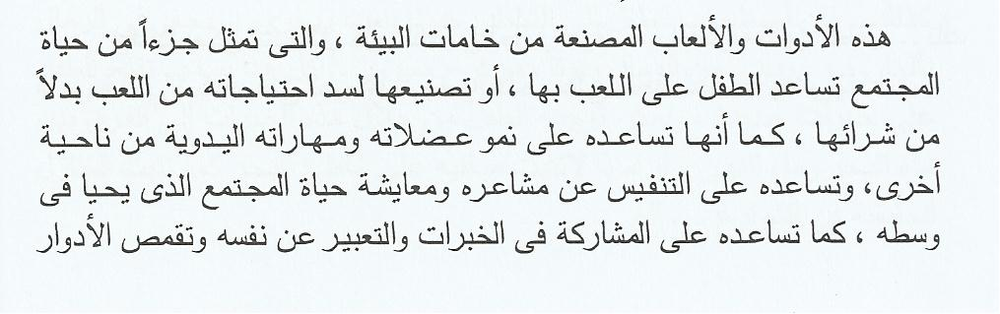 هذه الأدوات والألعاب المصنعة من خامات البيئة ، والتى تمثل جزءاً من حياة
المجتمع تساعد الطفل على اللعب بها ، أو تصنيعها لسد احتياجاته من اللعب بدلاً
من شرائها ، كما أنها تساعده على نمو عضلاته ومهاراته اليدوية من ناحية
أخرى، وتساعده على التنفيس عن مشاعره ومعايشة حياة المجتمع الذى يحيا فى
وسطه ، كما تساعده على المشاركة فى الخبرات والتعبير عن نفسه وتقمص الأدوار